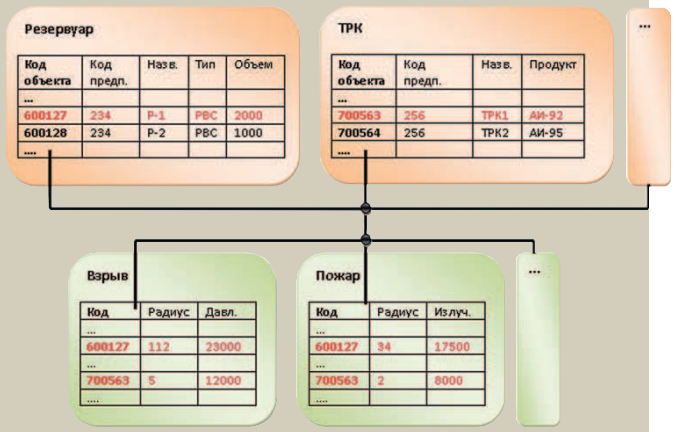 Резервуар
Код объекта Код предп. Назв. Тип Объем
...
600127 234 Р-1 РВС 2000
600128 234 Р-2 РВС 1000
....
ТРК
Код объекта Код предп. Назв. Продукт
...
700563 256 ТРК1 АИ-92
700564 256 ТРК2 АИ-95
....
...
Взрыв
Код Радиус Давл.
...
600127 112 23000
...
700563 5 12000
....
Пожар
Код Радиус Излуч.
...
600127 34 17500
...
700563 2 8000
....
...